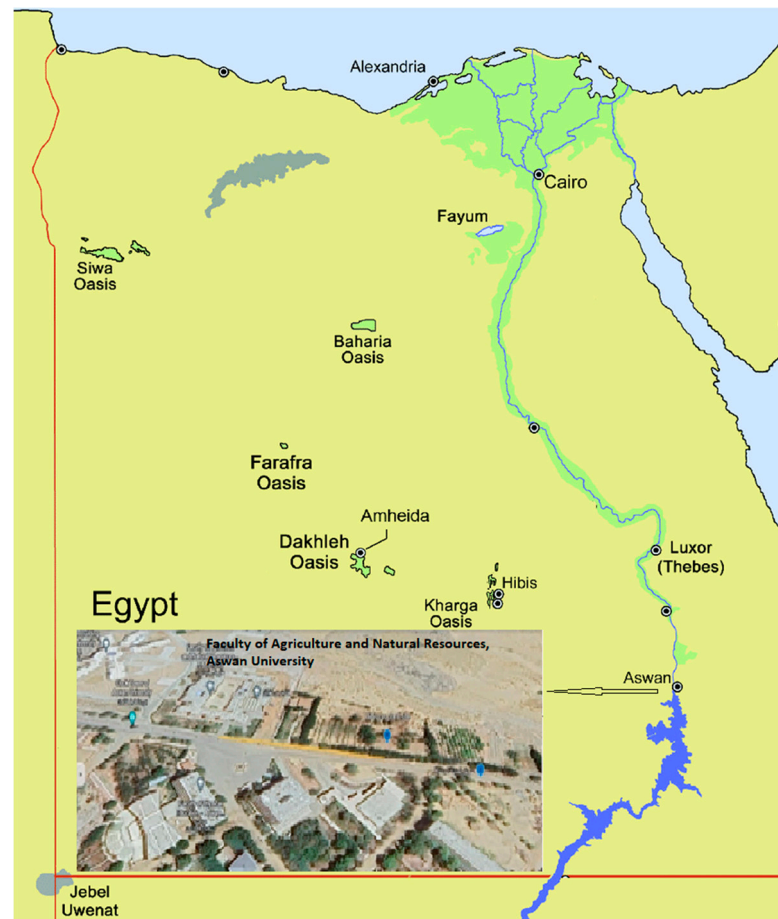 Alexandria
Cairo
Fayum
Siwa
Oasis
Baharia
Oasis
Farafra
Oasis
Amheida
Dakhleh
Oasis
Luxor
(Thebes)
Hibis
Kharga
Oasis
Egypt
Faculty of Agriculture and Natural Resources,
Aswan University
Aswan
Jebel
Uwenat